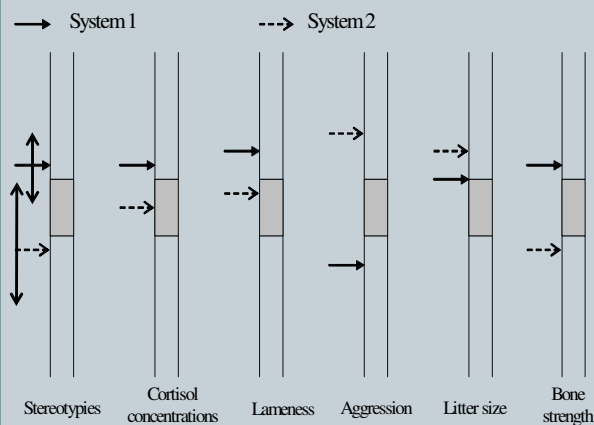 System 1
System 2
Stereotypies
Cortisol
concentrations
Lameness
Aggression
Litter size
Bone
strength